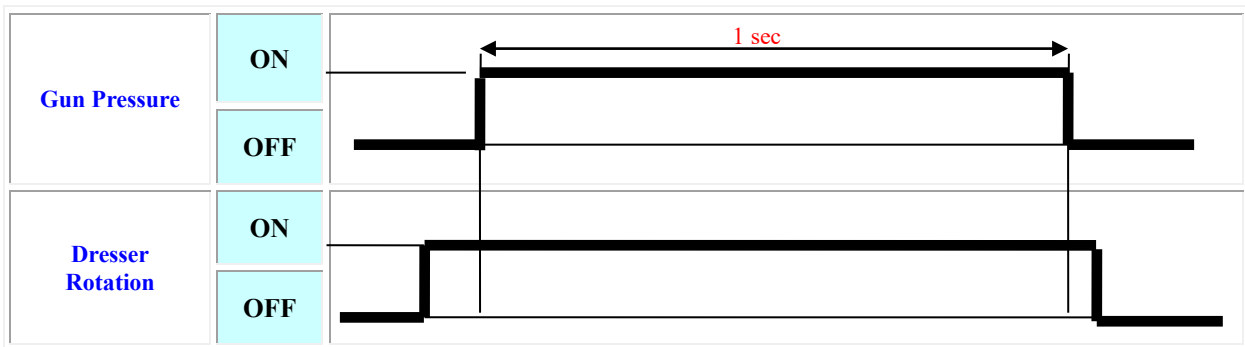 1 sec
Gun Pressure
ON
OFF
Dresser
Rotation
ON
OFF